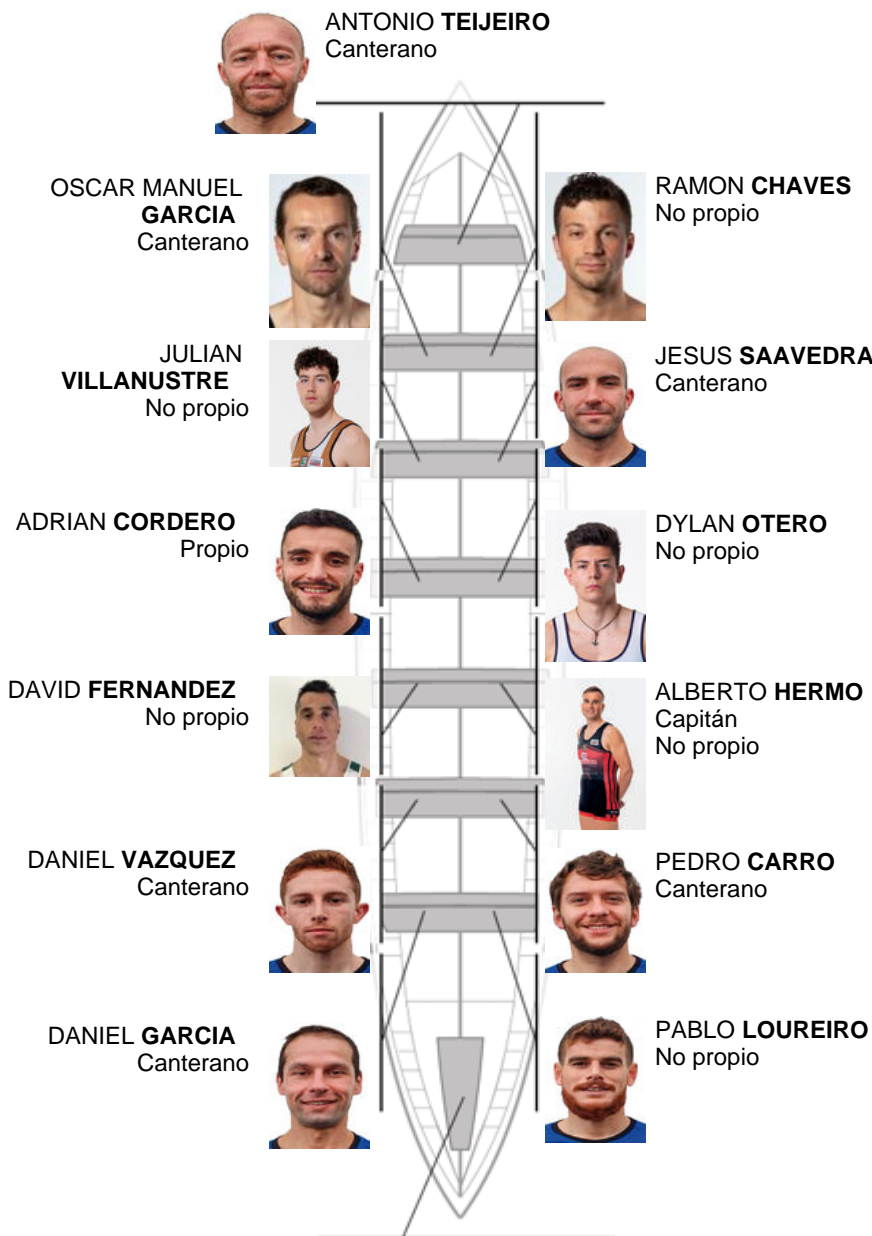 ANTONIO TEIJEIRO
Canterano
OSCAR MANUEL
GARCIA
Canterano
RAMON CHAVES
No propio
JULIAN
VILLANUSTRE
No propio
JESUS SAAVEDRA
Canterano
ADRIAN CORDERO
Propio
DYLAN OTERO
No propio
DAVID FERNANDEZ
No propio
ALBERTO HERMO
Capitán
No propio
DANIEL VAZQUEZ
Canterano
PEDRO CARRO
Canterano
DANIEL GARCIA
Canterano
PABLO LOUREIRO
No propio